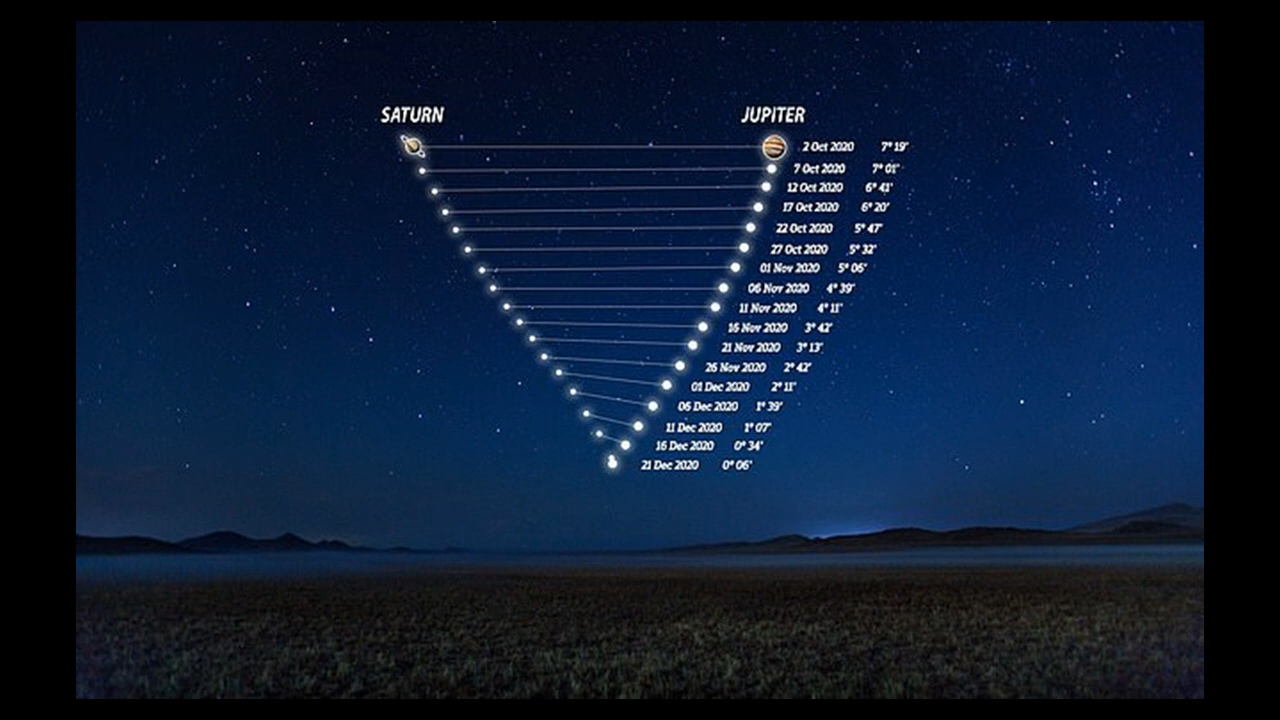 SATURN JUPITER
2 Oct 2020 7° 19'
7 Oct 2020 7° 01'
12 Oct 2020 6° 41'
17 Oct 2020 6° 20'
22 Oct 2020 5° 47'
27 Oct 2020 5° 32'
01 Nov 2020 5° 06'
06 Nov 2020 4° 39'
11 Nov 2020 4° 11'
16 Nov 2020 3° 42'
21 Nov 2020 3° 13'
26 Nov 2020 2° 42'
01 Dec 2020 2° 11'
06 Dec 2020 1° 39'
11 Dec 2020 1° 07'
16 Dec 2020 0° 34'
21 Dec 2020 0° 06'